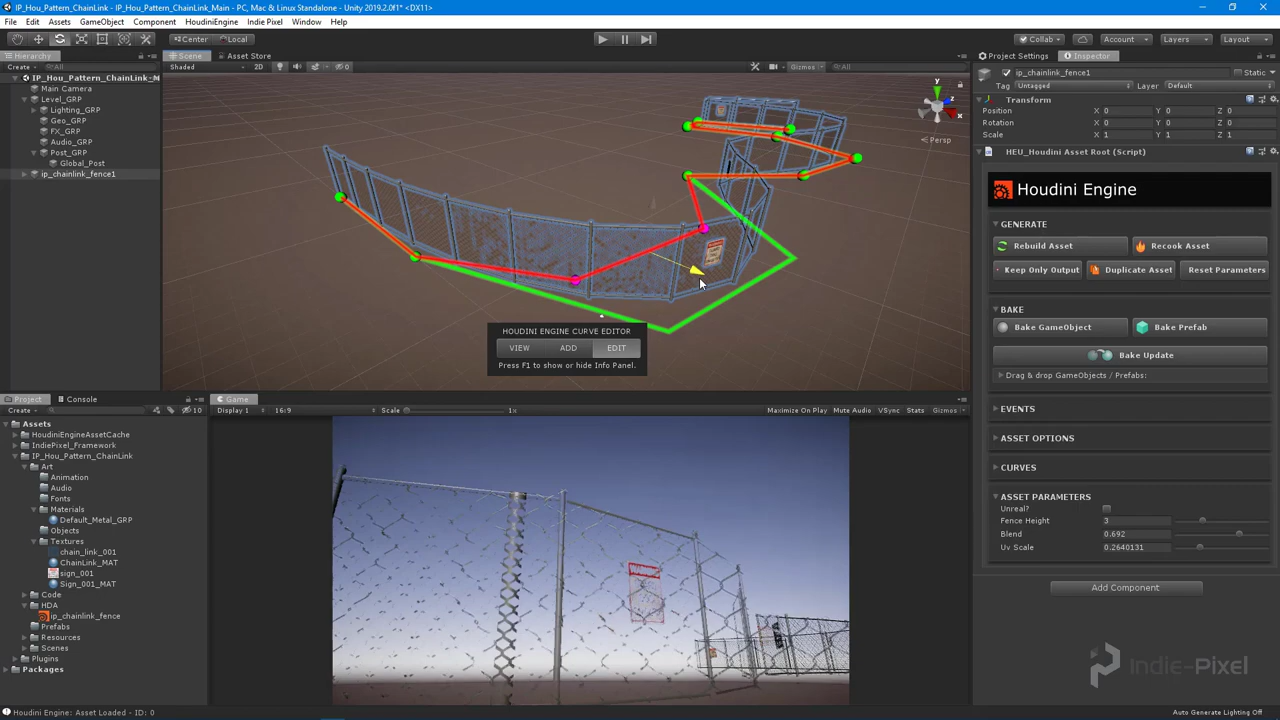 IP_Hou_Pattern_ChainLink - IP_Hou_Pattern_ChainLink_Main - PC, Mac & Linux Standalone - Unity 2019.2.0f1* <DX11>
File Edit Assets GameObject Component HoudiniEngine Indie Pixel Window Help
Center Local Collab Account Layers Layout
Hierarchy Scene Asset Store Project Settings Inspector
Create All Shaded 2D 0 Gizmos All
ip_chainlink_fence1 Static
Tag Untagged Layer Default
IP_Hou_Pattern_ChainLink_M
Main Camera
Level_GRP
Lighting_GRP
Geo_GRP
FX_GRP
Audio_GRP
Post_GRP
Global_Post
ip_chainlink_fence1
y
z
x
Persp
HOUDINI ENGINE CURVE EDITOR
VIEW ADD EDIT
Press F1 to show or hide Info Panel.
Transform
Position X 0 Y 0 Z 0
Rotation X 0 Y 0 Z 0
Scale X 1 Y 1 Z 1
HEU_Houdini Asset Root (Script)
Houdini Engine
GENERATE
Rebuild Asset Recook Asset
Keep Only Output Duplicate Asset Reset Parameters
BAKE
Bake GameObject Bake Prefab
Bake Update
Drag & drop GameObjects / Prefabs:
EVENTS
ASSET OPTIONS
CURVES
ASSET PARAMETERS
Unreal?
Fence Height 3
Blend 0.692
Uv Scale 0.2640131
Add Component
Indie-Pixel
Project Console
Create 10
Assets
HoudiniEngineAssetCache
IndiePixel_Framework
IP_Hou_Pattern_ChainLink
Art
Animation
Audio
Fonts
Materials
Default_Metal_GRP
Objects
Textures
chain_link_001
ChainLink_MAT
sign_001
Sign_001_MAT
Code
HDA
ip_chainlink_fence
Prefabs
Resources
Scenes
Plugins
Packages
Game
Display 1 16:9 Scale 1x Maximize On Play Mute Audio VSync Stats Gizmos
Houdini Engine: Asset Loaded - ID: 0 Auto Generate Lighting Off